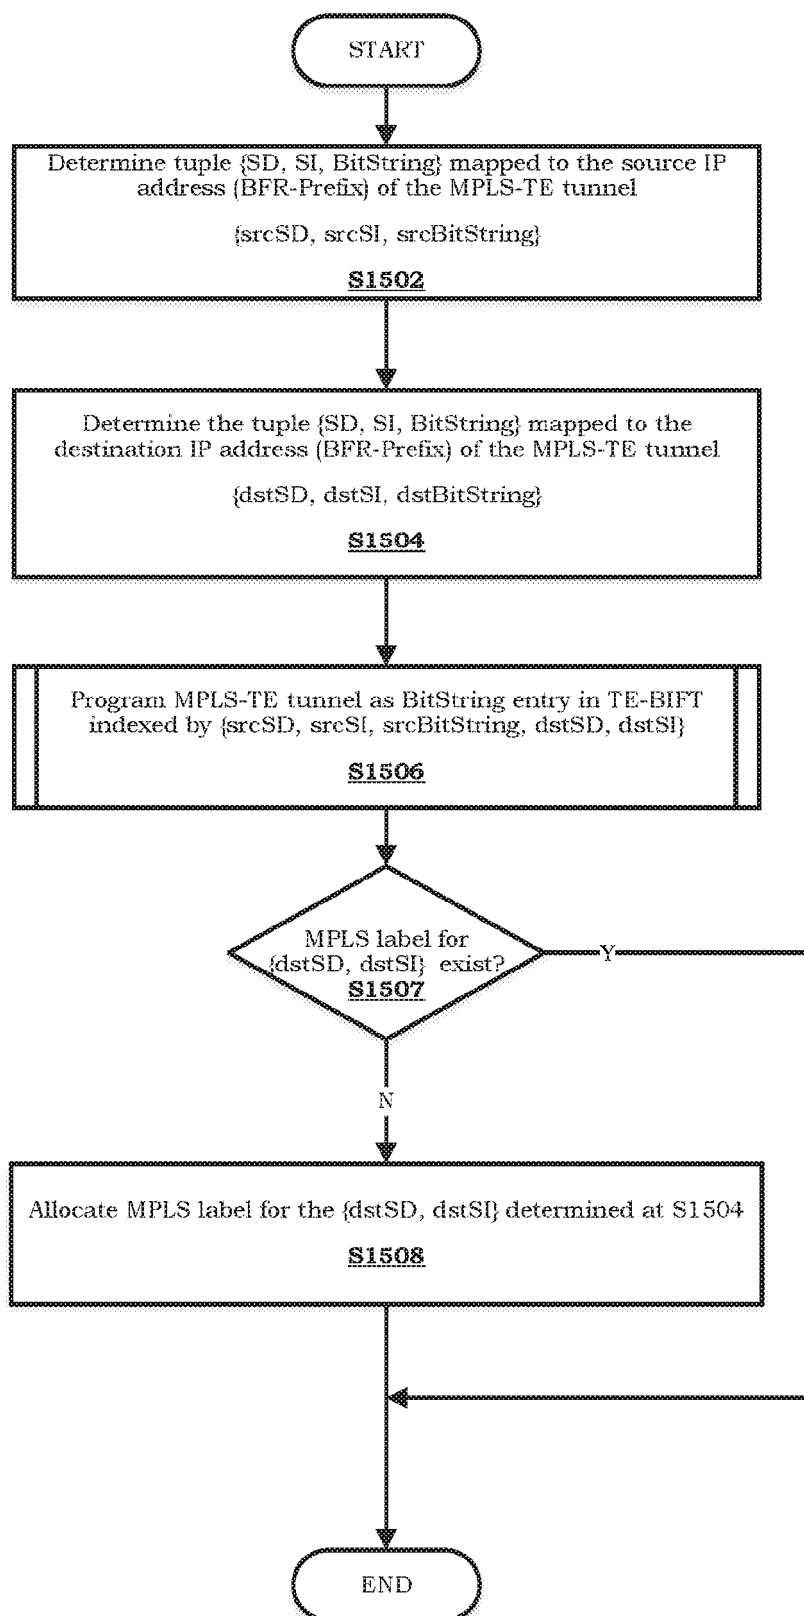 START
Determine tuple {SD, SI, BitString} mapped to the source IP
address (BFR-Prefix) of the MPLS-TE tunnel
{srcSD, srcSI, srcBitString}
S1502
Determine the tuple {SD, SI, BitString} mapped to the
destination IP address (BFR-Prefix) of the MPLS-TE tunnel
{dstSD, dstSI, dstBitString}
S1504
Program MPLS-TE tunnel as BitString entry in TE-BIFT
indexed by {srcSD, srcSI, srcBitString, dstSD, dstSI}
S1506
MPLS label for
{dstSD, dstSI} exist?
S1507
Y
N
Allocate MPLS label for the {dstSD, dstSI} determined at S1504
S1508
END